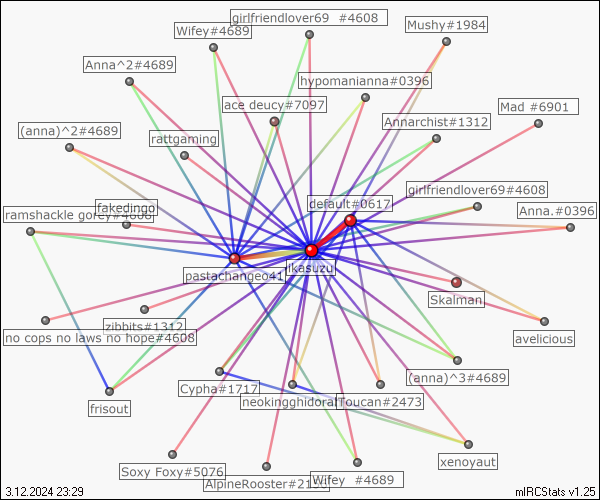 girlfriendlover69 #4608
Wifey#4689
Mushy#1984
Anna^2#4689
hypomanianna#0396
ace deucy#7097
Mad #6901
Annarchist#1312
(anna)^2#4689
rattgaming
girlfriendlover69#4608
default#0617
fakedingo
ramshackle gorey#4608
Anna.#0396
likasuzu
pastachangeo41
Skalman
zibbits#1312
no cops no laws no hope#4608
avelicious
(anna)^3#4689
Cypha#1717
neokingghidorah
Toucan#2473
frisout
xenoyaut
Soxy Foxy#5076
AlpineRooster#21
Wifey #4689
3.12.2024 23:29
mIRCStats v1.25